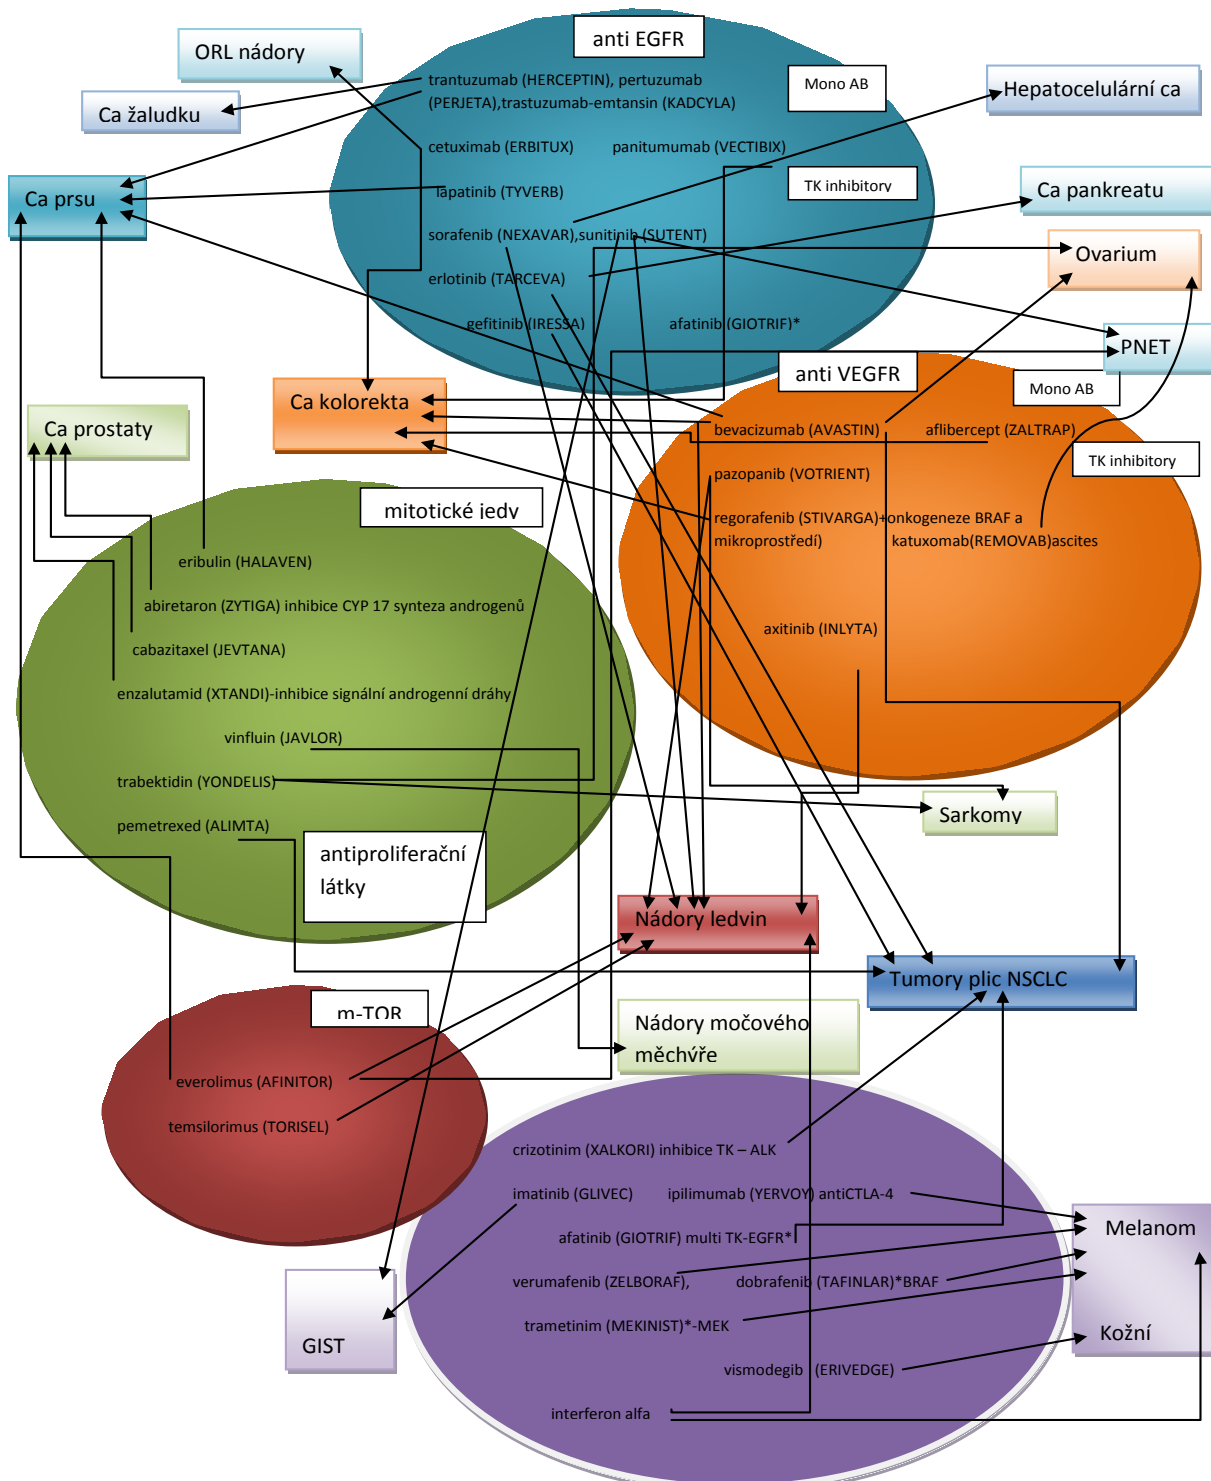 anti EGFR
ORL nádory
trantuzumab (HERCEPTIN), pertuzumab
(PERJETA),trastuzumab-emtansin (KADCYLA)
Mono AB
Hepatocelulární ca
Ca žaludku
cetuximab (ERBITUX) panitumumab (VECTIBIX)
Ca prsu
lapatinib (TYVERB)
TK inhibitory
Ca pankreatu
sorafenib (NEXAVAR),sunitinib (SUTENT)
Ovarium
erlotinib (TARCEVA)
gefitinib (IRESSA) afatinib (GIOTRIF)*
PNET
anti VEGFR
Mono AB
Ca kolorekta
Ca prostaty
bevacizumab (AVASTIN) aflibercept (ZALTRAP)
TK inhibitory
pazopanib (VOTRIENT)
mitotické jedy
regorafenib (STIVARGA)+onkogeneze BRAF a
mikroprostředí) katuxomab(REMOVAB)ascites
eribulin (HALAVEN)
abiretaron (ZYTIGA) inhibice CYP 17 synteza androgenů
axitinib (INLYTA)
cabazitaxel (JEVTANA)
enzalutamid (XTANDI)-inhibice signální androgenní dráhy
vinfluin (JAVLOR)
trabektidin (YONDELIS)
Sarkomy
pemetrexed (ALIMTA)
antiproliferační
látky
Nádory ledvin
Tumory plic NSCLC
m-TOR
Nádory močového
měchýře
everolimus (AFINITOR)
temsilorimus (TORISEL)
crizotinim (XALKORI) inhibice TK – ALK
imatinib (GLIVEC) ipilimumab (YERVOY) antiCTLA-4
Melanom
afatinib (GIOTRIF) multi TK-EGFR*
verumafenib (ZELBORAF), dobrafenib (TAFINLAR)*BRAF
trametinim (MEKINIST)*-MEK
Kožní
GIST
vismodegib (ERIVEDGE)
interferon alfa